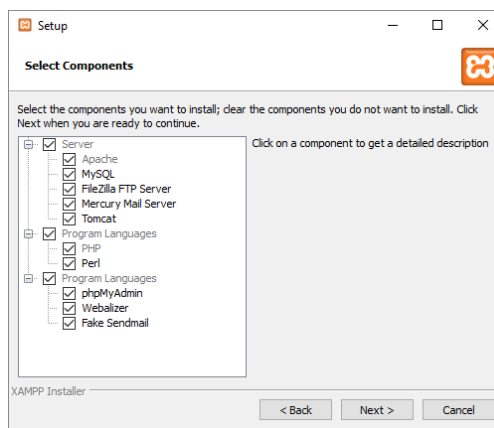 Setup
Select Components
Select the components you want to install; clear the components you do not want to install. Click
Next when you are ready to continue.
Server
Apache
MySQL
FileZilla FTP Server
Mercury Mail Server
Tomcat
Program Languages
PHP
Perl
Program Languages
phpMyAdmin
Webalizer
Fake Sendmail
Click on a component to get a detailed description
XAMPP Installer
< Back
Next >
Cancel